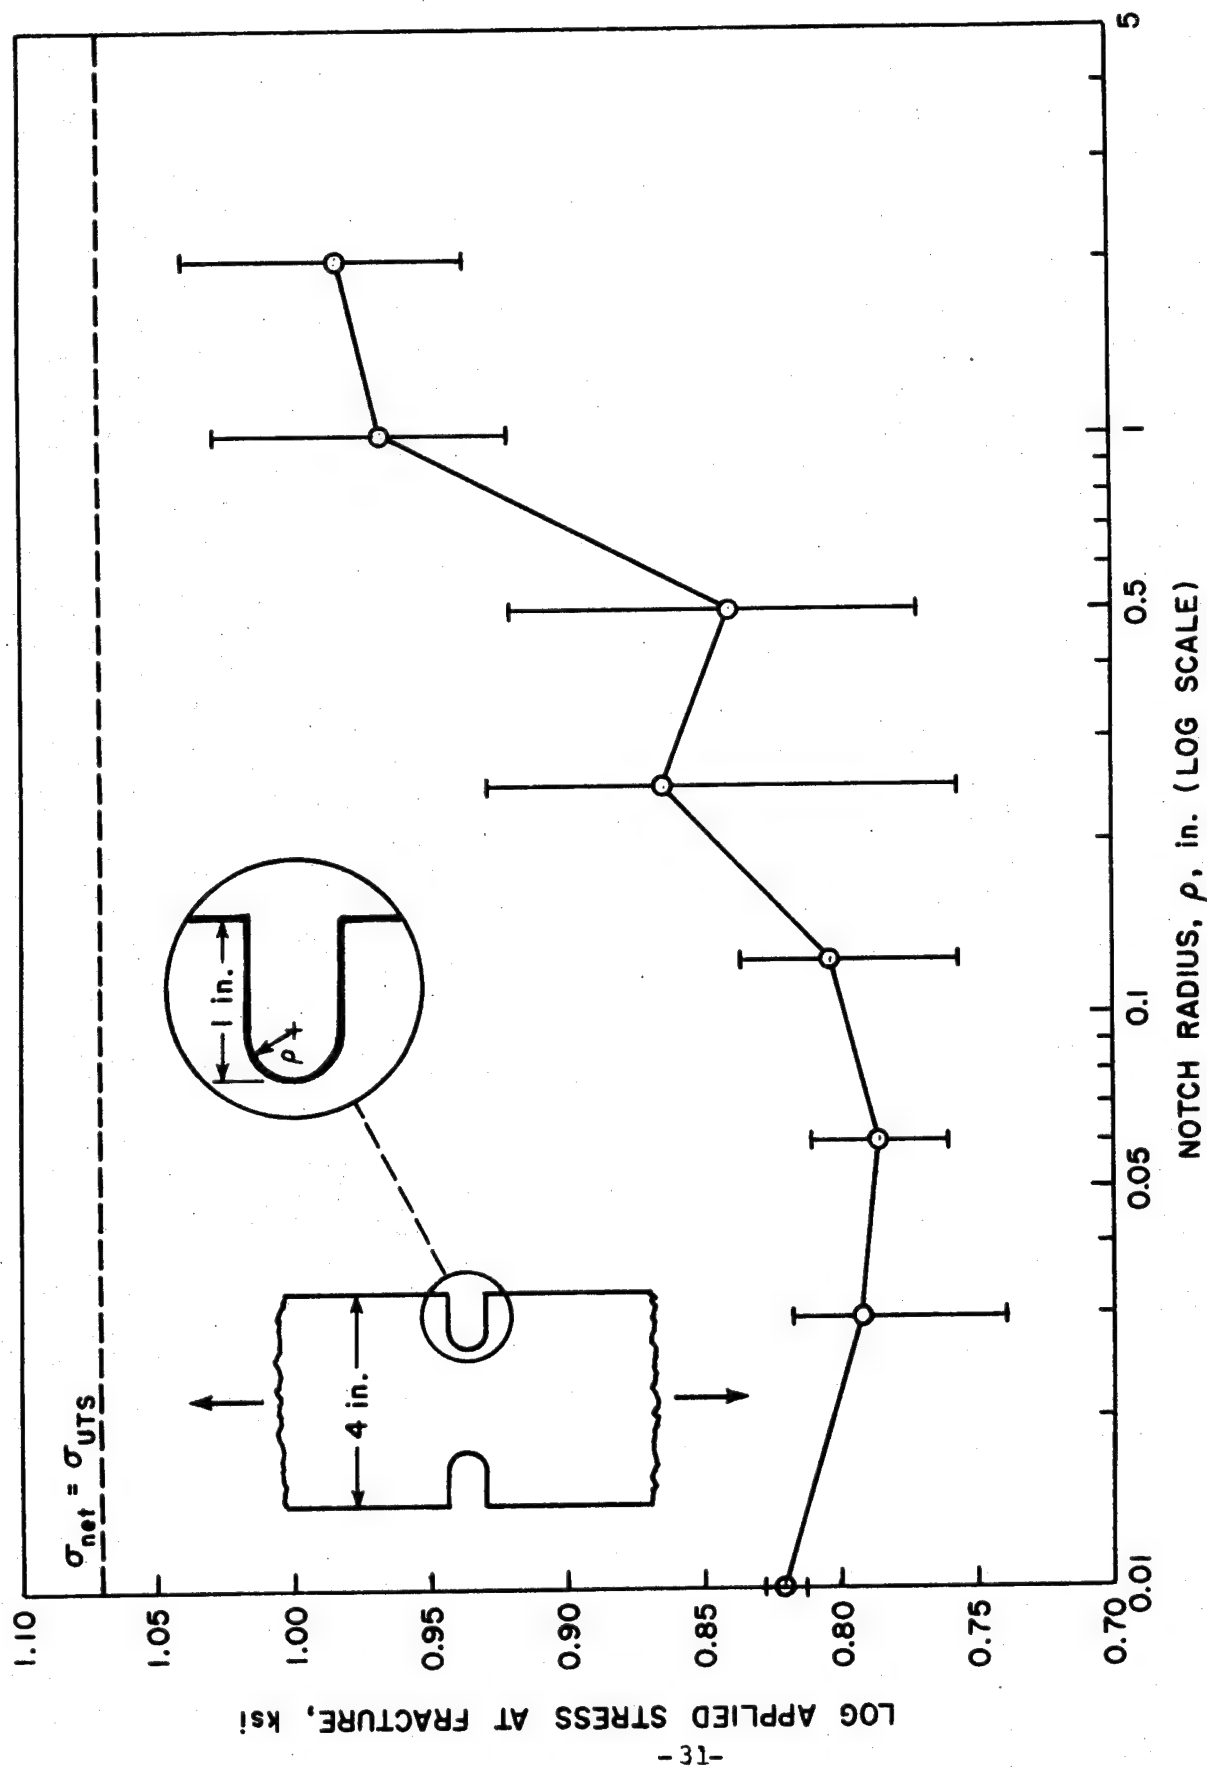 σnet = σUTS
1.10
1.05
1.00
0.95
0.90
0.85
0.80
0.75
0.70
LOG APPLIED STRESS AT FRACTURE, ksi
4 in.
1 in.
ρ
0.01
0.05
0.1
0.5
1
5
NOTCH RADIUS, ρ, in. (LOG SCALE)
-31-